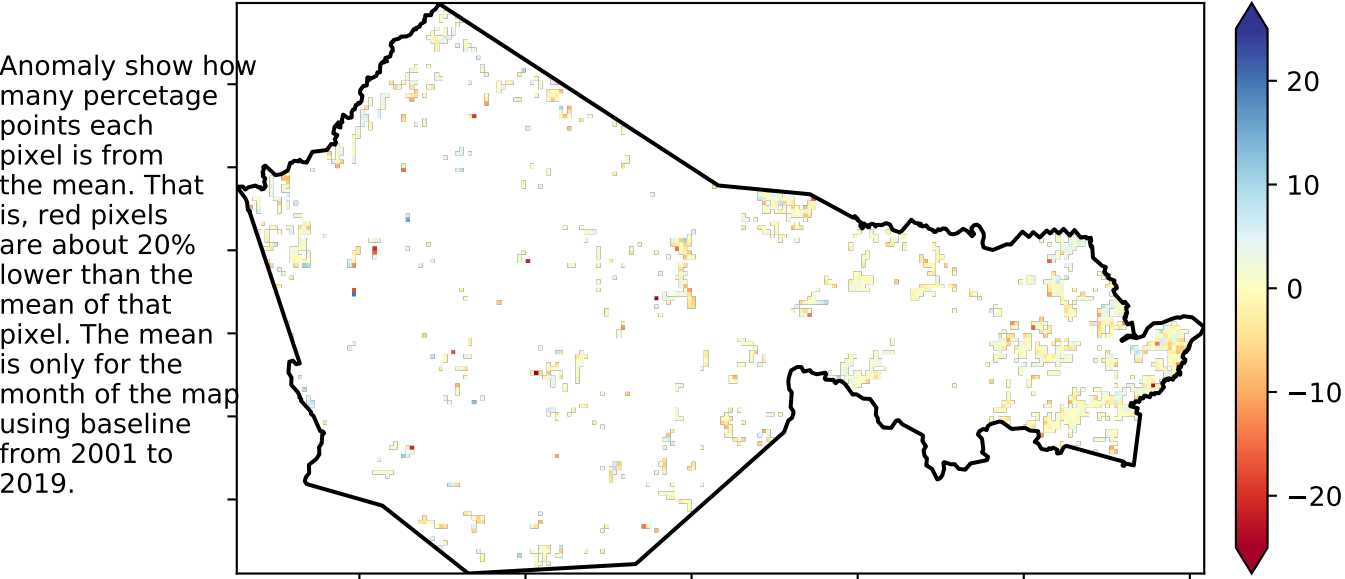 Anomaly show how
many percetage
points each
pixel is from
the mean. That
is, red pixels
are about 20%
lower than the
mean of that
pixel. The mean
is only for the
month of the map
using baseline
from 2001 to
2019.
20
10
0
−10
−20